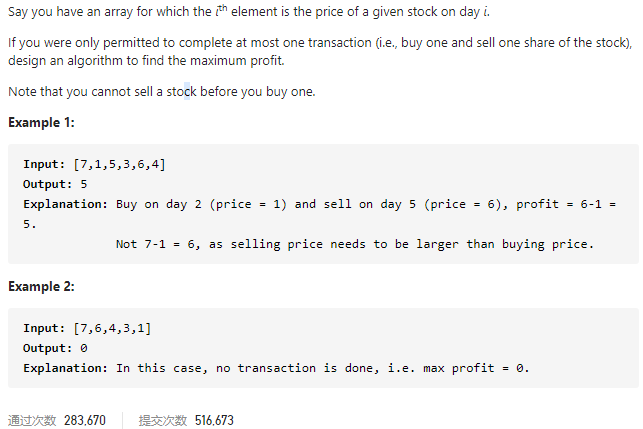 Say you have an array for which the iᵗʰ element is the price of a given stock on day i.
If you were only permitted to complete at most one transaction (i.e., buy one and sell one share of the stock),
design an algorithm to find the maximum profit.
Note that you cannot sell a stock before you buy one.
Example 1:
Input: [7,1,5,3,6,4]
Output: 5
Explanation: Buy on day 2 (price = 1) and sell on day 5 (price = 6), profit = 6-1 =
5.
Not 7-1 = 6, as selling price needs to be larger than buying price.
Example 2:
Input: [7,6,4,3,1]
Output: 0
Explanation: In this case, no transaction is done, i.e. max profit = 0.
通过次数 283,670 提交次数 516,673